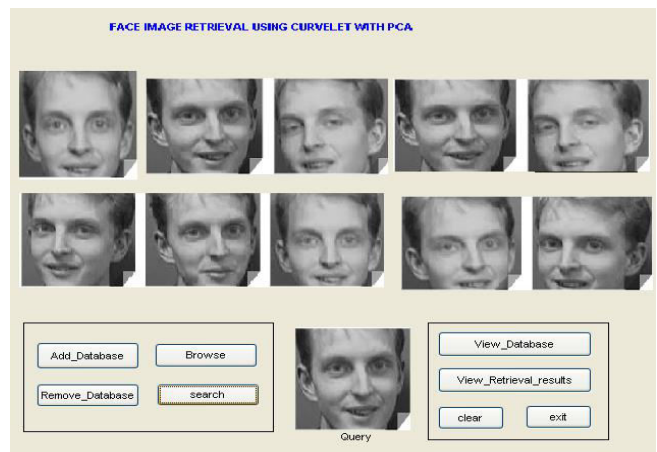 FACE IMAGE RETRIEVAL USING CURVELET WITH PCA
Add_Database
Browse
Remove_Database
search
Query
View_Database
View_Retrieval_results
clear
exit